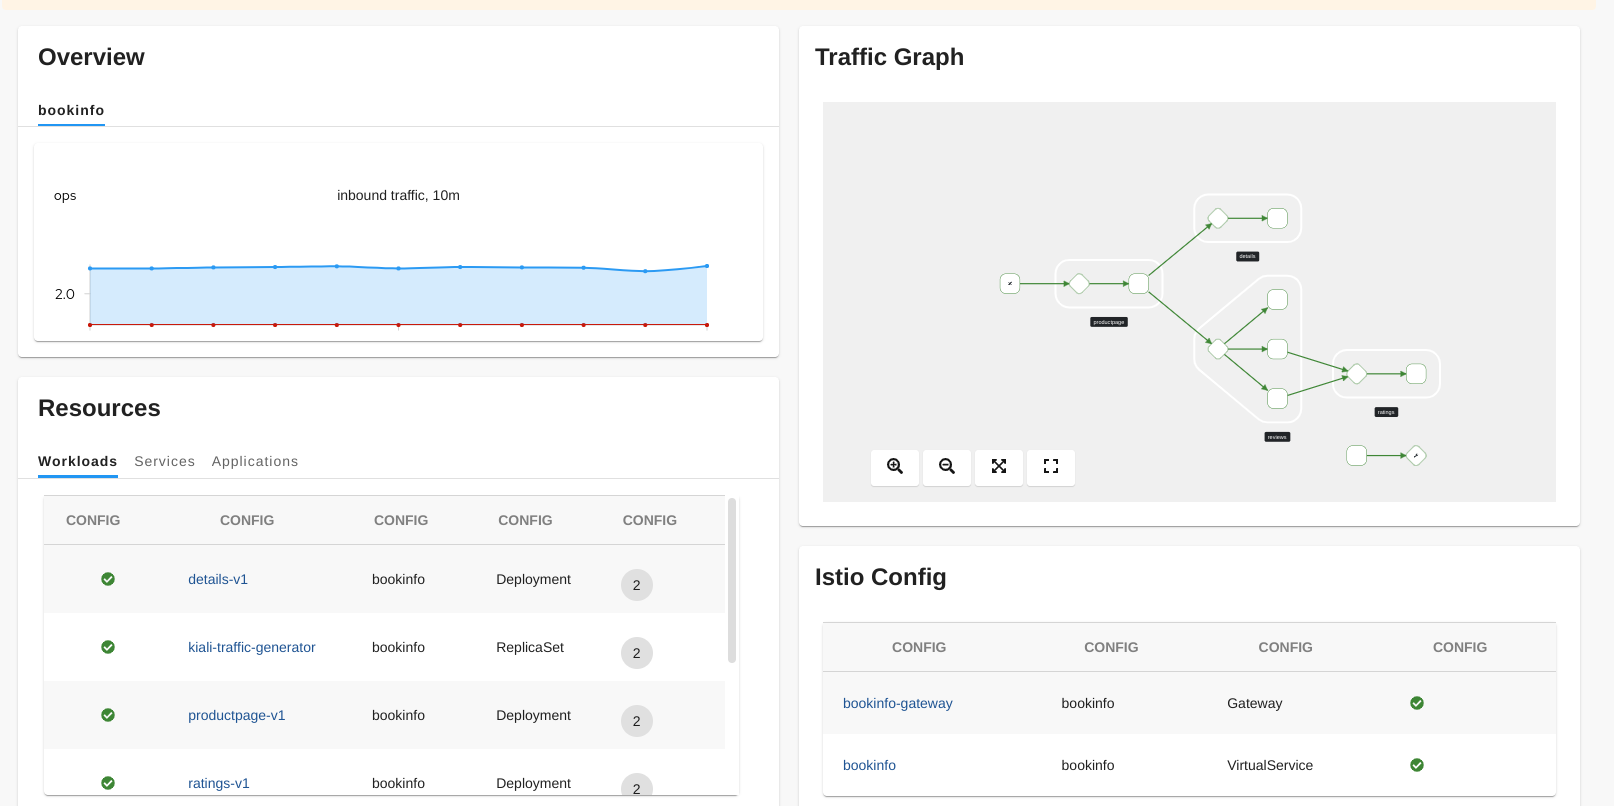 Overview
bookinfo
ops
inbound traffic, 10m
2.0
Resources
Workloads Services Applications
CONFIG CONFIG CONFIG CONFIG CONFIG
details-v1 bookinfo Deployment 2
kiali-traffic-generator bookinfo ReplicaSet 2
productpage-v1 bookinfo Deployment 2
ratings-v1 bookinfo Deployment 2
Traffic Graph
details
productpage
ratings
reviews
Istio Config
CONFIG CONFIG CONFIG CONFIG
bookinfo-gateway bookinfo Gateway
bookinfo bookinfo VirtualService